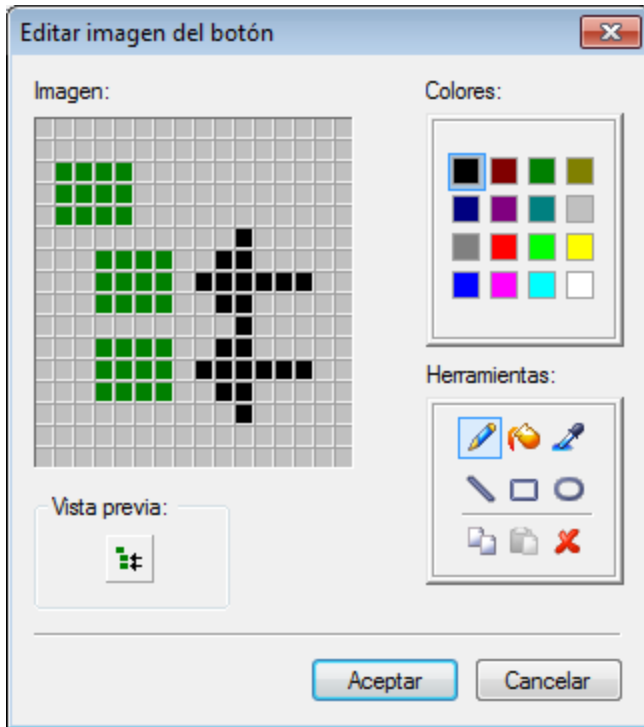 Editar imagen del botón
Imagen:
Colores:
Herramientas:
Vista previa:
Aceptar
Cancelar